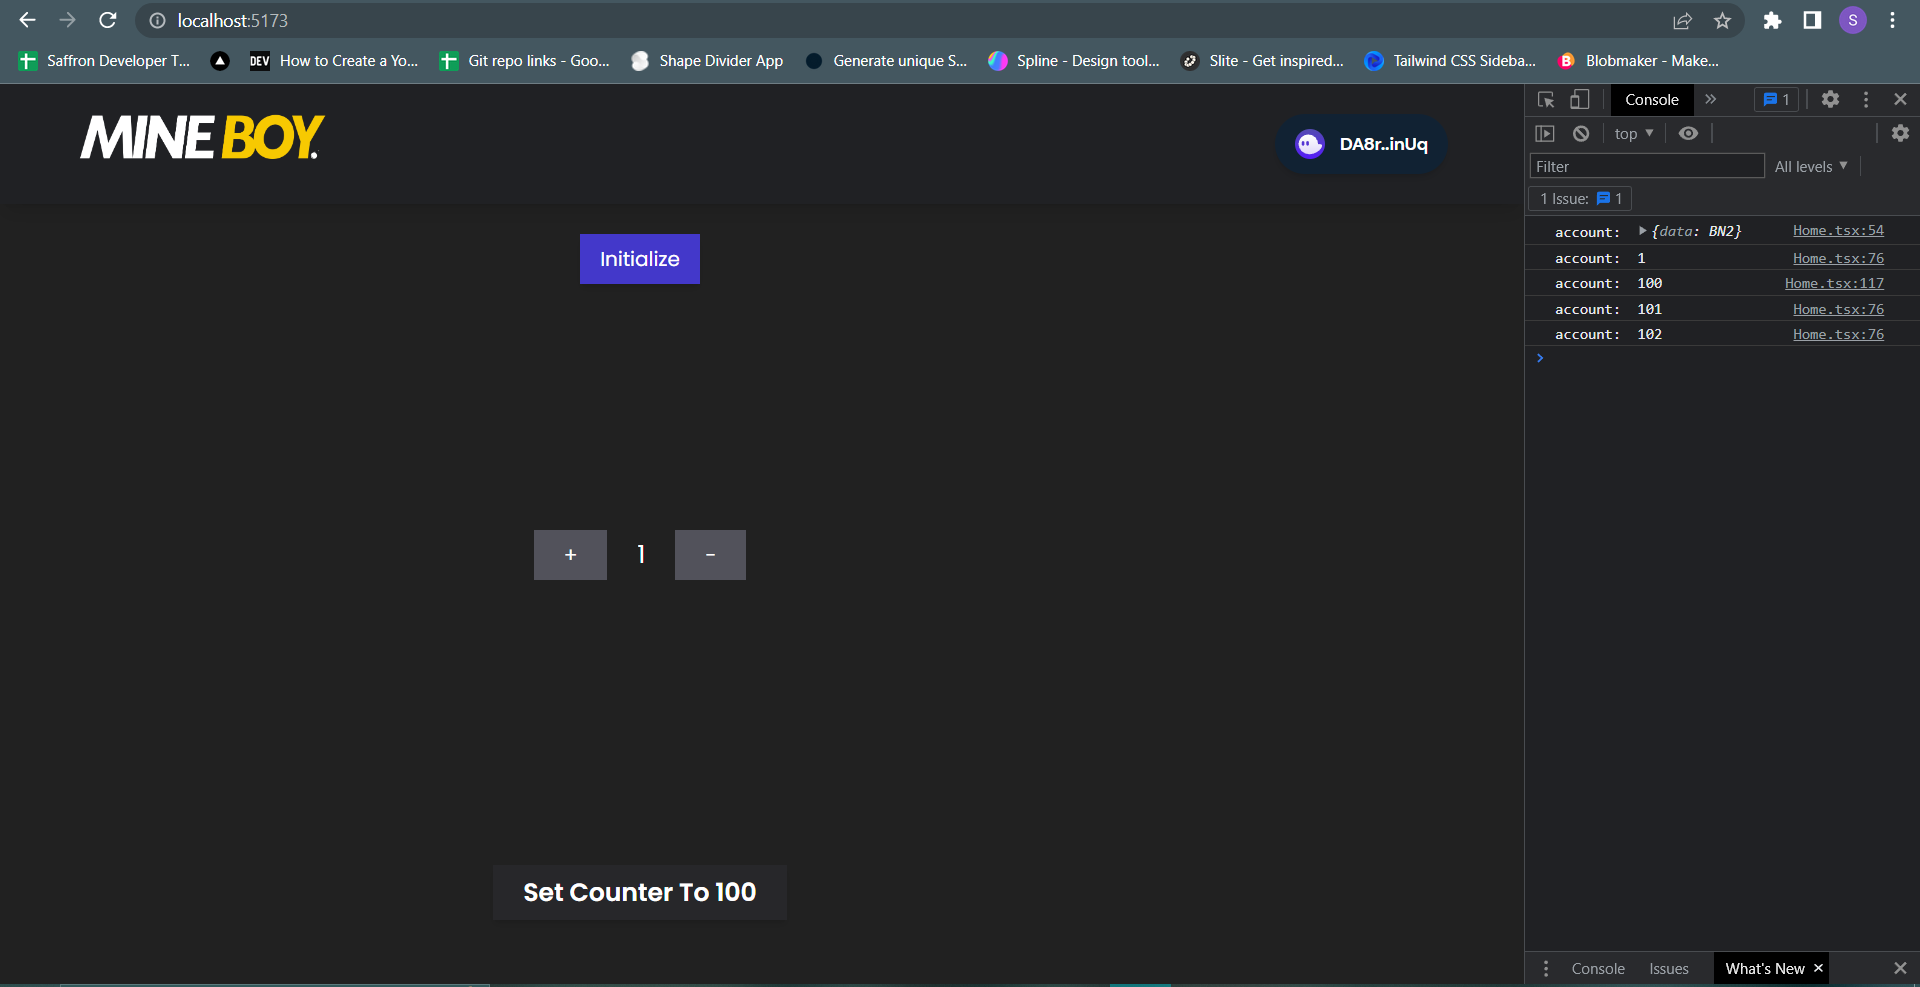 localhost:5173
S
Saffron Developer T...
DEV How to Create a Yo...
Git repo links - Goo...
Shape Divider App
Generate unique S...
Spline - Design tool...
Slite - Get inspired...
Tailwind CSS Sideba...
B Blobmaker - Make...
MINE BOY.
DA8r..inUq
Initialize
+ 1 -
Set Counter To 100
Console » 1
top
Filter All levels
1 Issue: 1
account: {data: BN2} Home.tsx:54
account: 1 Home.tsx:76
account: 100 Home.tsx:117
account: 101 Home.tsx:76
account: 102 Home.tsx:76
Console Issues What's New